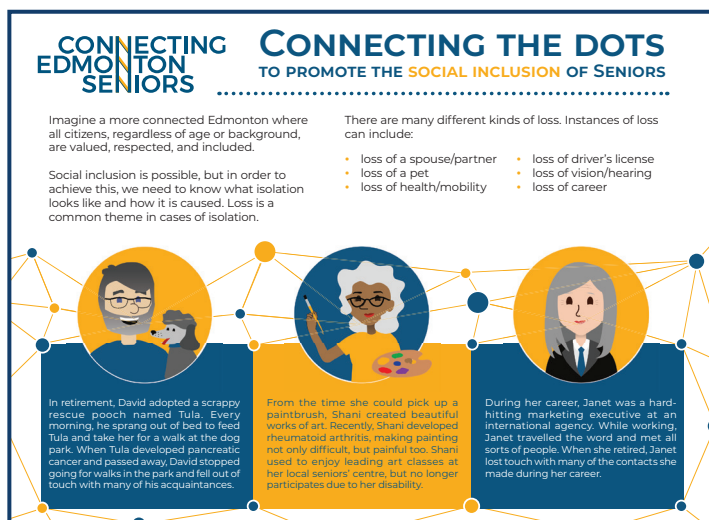 CONNECTING
EDMONTON
SENIORS
CONNECTING THE DOTS
TO PROMOTE THE SOCIAL INCLUSION OF SENIORS
Imagine a more connected Edmonton where
all citizens, regardless of age or background,
are valued, respected, and included.
Social inclusion is possible, but in order to
achieve this, we need to know what isolation
looks like and how it is caused. Loss is a
common theme in cases of isolation.
There are many different kinds of loss. Instances of loss
can include:
• loss of a spouse/partner
• loss of a pet
• loss of health/mobility
• loss of driver's license
• loss of vision/hearing
• loss of career
In retirement, David adopted a scrappy
rescue pooch named Tula. Every
morning, he sprang out of bed to feed
Tula and take her for a walk at the dog
park. When Tula developed pancreatic
cancer and passed away, David stopped
going for walks in the park and fell out of
touch with many of his acquaintances.
From the time she could pick up a
paintbrush, Shani created beautiful
works of art. Recently, Shani developed
rheumatoid arthritis, making painting
not only difficult, but painful too. Shani
used to enjoy leading art classes at
her local seniors' centre, but no longer
participates due to her disability.
During her career, Janet was a hard-
hitting marketing executive at an
international agency. While working,
Janet travelled the word and met all
sorts of people. When she retired, Janet
lost touch with many of the contacts she
made during her career.